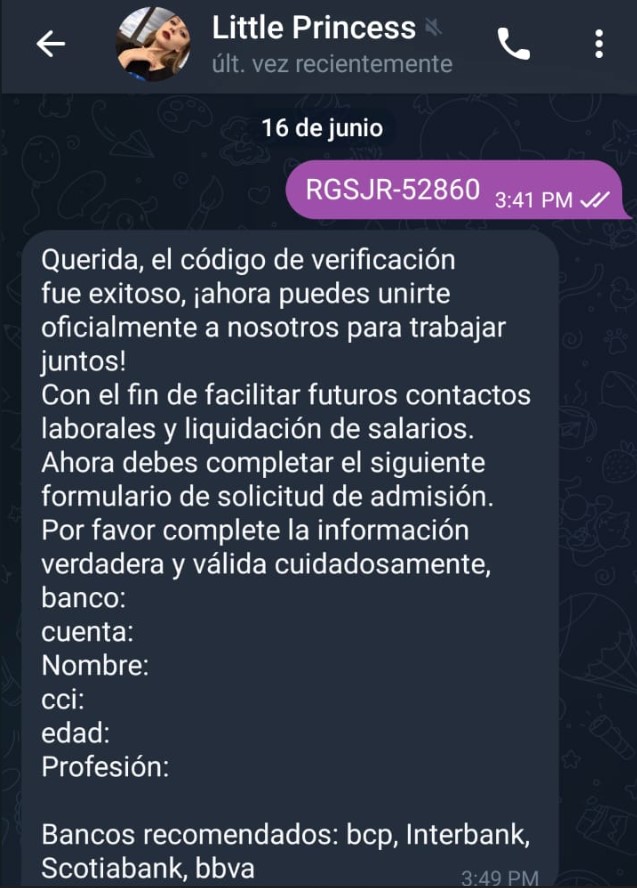 Little Princess
últ. vez recientemente
16 de junio
RGSJR-52860 3:41 PM
Querida, el código de verificación
fue exitoso, ¡ahora puedes unirte
oficialmente a nosotros para trabajar
juntos!
Con el fin de facilitar futuros contactos
laborales y liquidación de salarios.
Ahora debes completar el siguiente
formulario de solicitud de admisión.
Por favor complete la información
verdadera y válida cuidadosamente,
banco:
cuenta:
Nombre:
cci:
edad:
Profesión:
Bancos recomendados: bcp, Interbank,
Scotiabank, bbva 3:49 PM